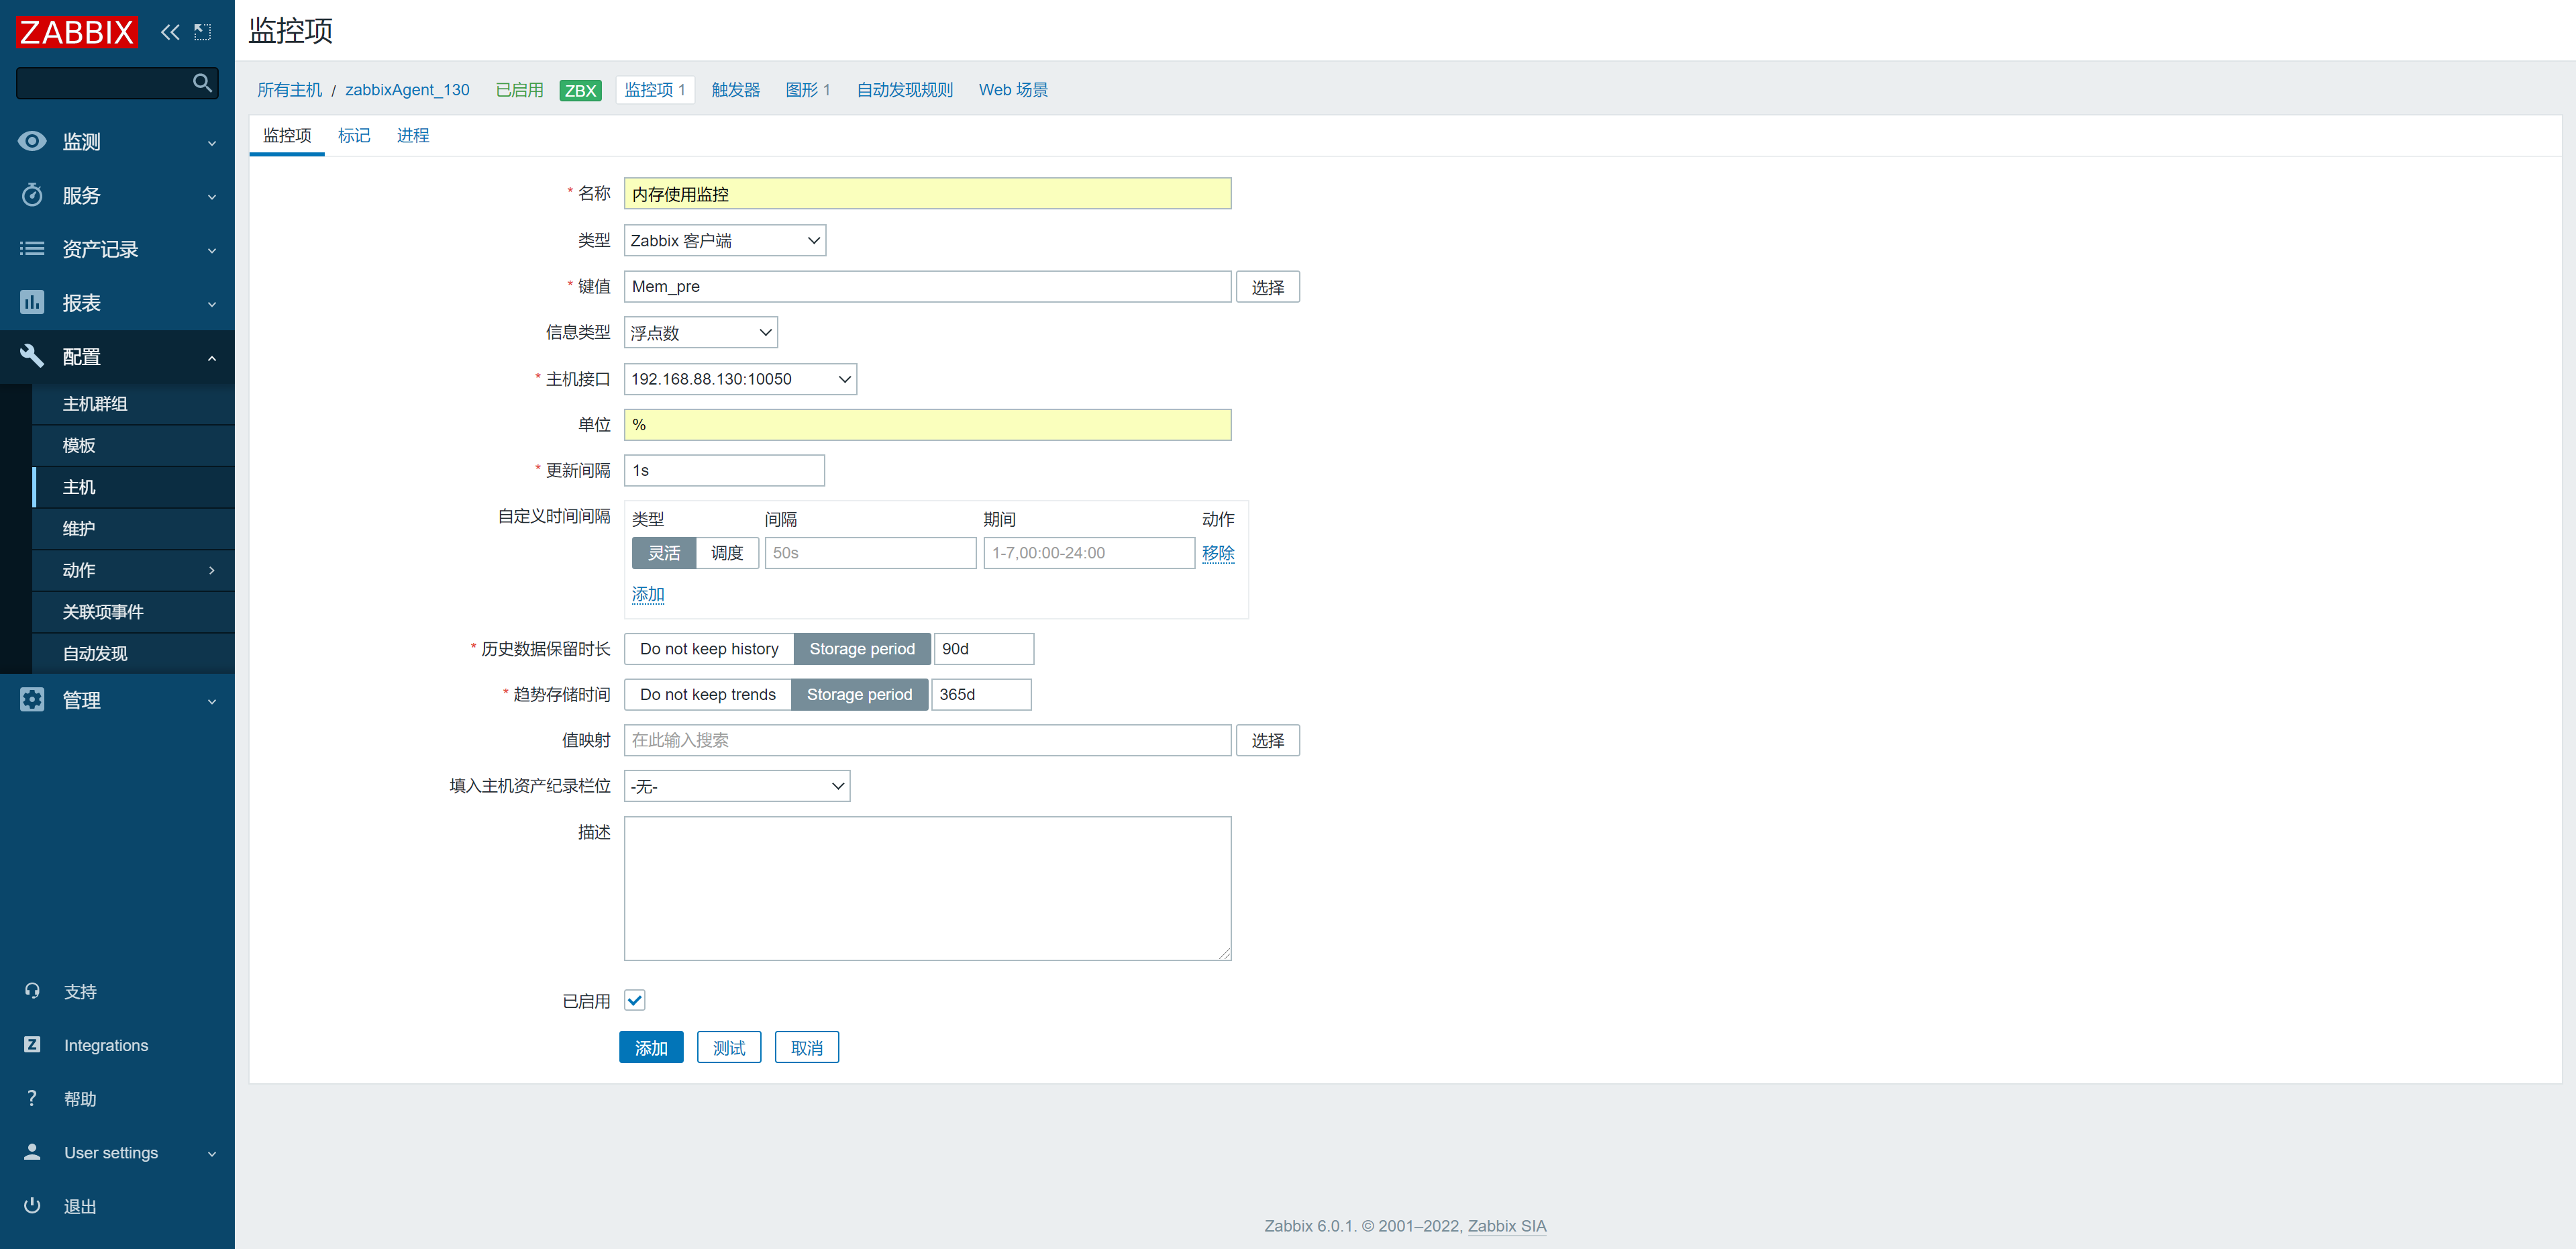 ZABBIX
监测
服务
资产记录
报表
配置
主机群组
模板
主机
维护
动作
关联项事件
自动发现
管理
支持
Integrations
帮助
User settings
退出
监控项
所有主机 / zabbixAgent_130 已启用 ZBX 监控项 1 触发器 图形 1 自动发现规则 Web 场景
监控项 标记 进程
* 名称 内存使用监控
类型 Zabbix 客户端
* 键值 Mem_pre 选择
信息类型 浮点数
* 主机接口 192.168.88.130:10050
单位 %
* 更新间隔 1s
自定义时间间隔 类型 间隔 期间 动作
灵活 调度 50s 1-7,00:00-24:00 移除
添加
* 历史数据保留时长 Do not keep history Storage period 90d
* 趋势存储时间 Do not keep trends Storage period 365d
值映射 在此输入搜索 选择
填入主机资产纪录栏位 -无-
描述
已启用
添加 测试 取消
Zabbix 6.0.1. © 2001–2022, Zabbix SIA